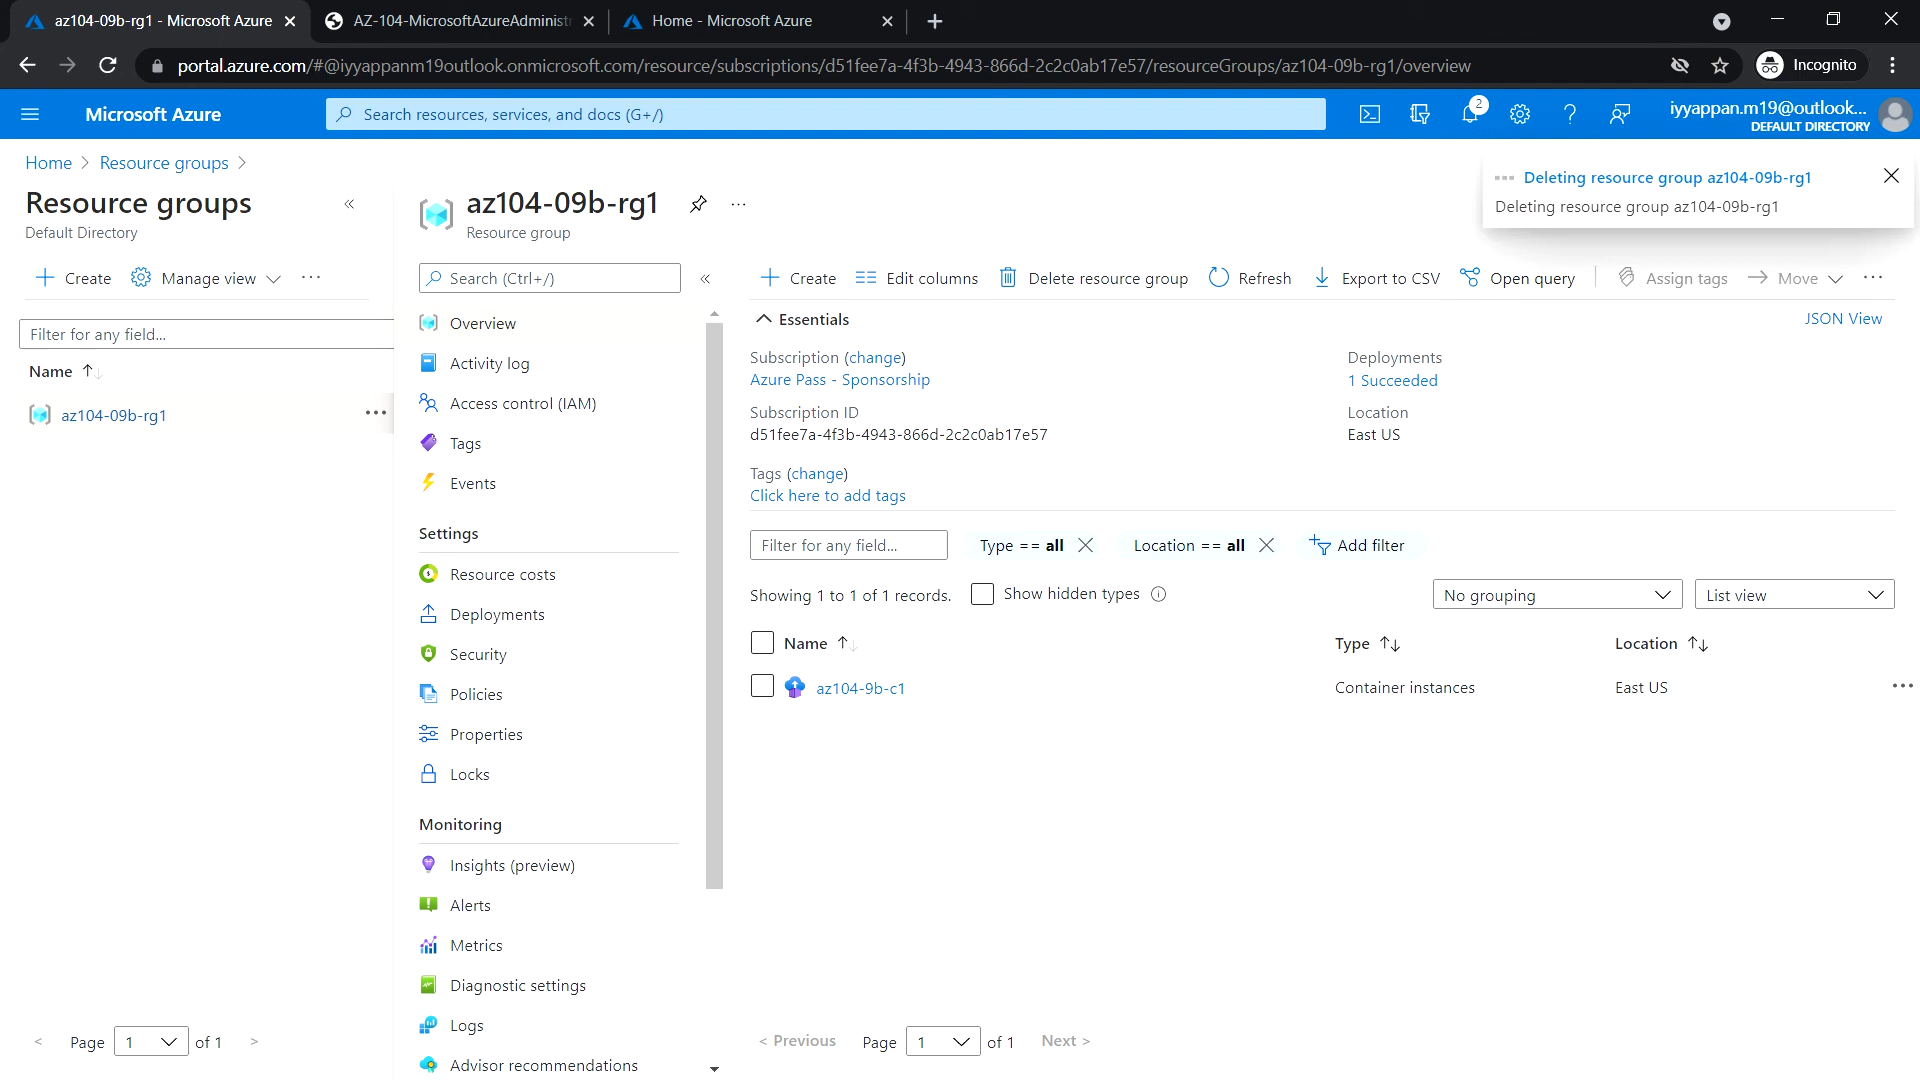 az104-09b-rg1 - Microsoft Azure
AZ-104-MicrosoftAzureAdminist
Home - Microsoft Azure
portal.azure.com/#@iyyappanm19outlook.onmicrosoft.com/resource/subscriptions/d51fee7a-4f3b-4943-866d-2c2c0ab17e57/resourceGroups/az104-09b-rg1/overview
Incognito
Microsoft Azure
Search resources, services, and docs (G+/)
2
iyyappan.m19@outlook...
DEFAULT DIRECTORY
Home > Resource groups >
Deleting resource group az104-09b-rg1
Deleting resource group az104-09b-rg1
Resource groups
Default Directory
Create
Manage view
Filter for any field...
Name
az104-09b-rg1
Page 1 of 1
az104-09b-rg1
Resource group
Search (Ctrl+/)
Overview
Activity log
Access control (IAM)
Tags
Events
Settings
Resource costs
Deployments
Security
Policies
Properties
Locks
Monitoring
Insights (preview)
Alerts
Metrics
Diagnostic settings
Logs
Advisor recommendations
Create
Edit columns
Delete resource group
Refresh
Export to CSV
Open query
Assign tags
Move
Essentials
JSON View
Subscription (change)
Azure Pass - Sponsorship
Subscription ID
d51fee7a-4f3b-4943-866d-2c2c0ab17e57
Tags (change)
Click here to add tags
Deployments
1 Succeeded
Location
East US
Filter for any field...
Type == all
Location == all
Add filter
Showing 1 to 1 of 1 records.
Show hidden types
No grouping
List view
Name
Type
Location
az104-9b-c1
Container instances
East US
< Previous
Page 1 of 1
Next >